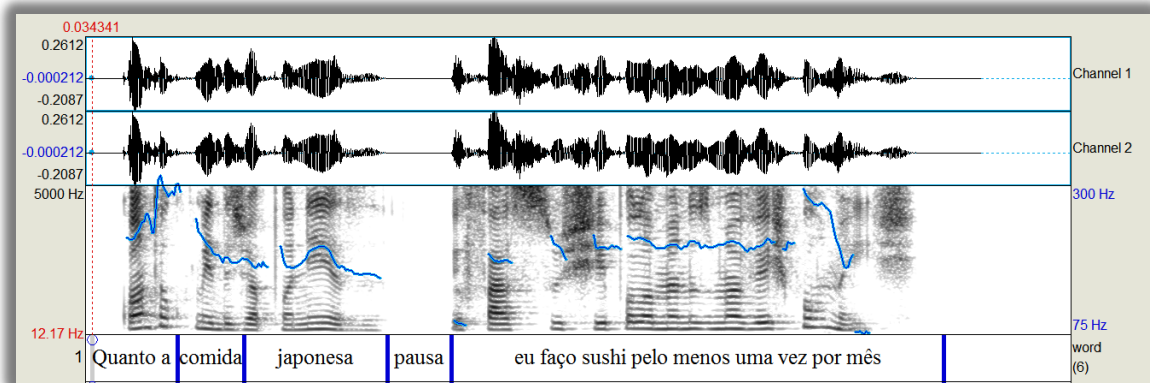 0.034341
0.2612
-0.000212
-0.2087
Channel 1
0.2612
-0.000212
-0.2087
Channel 2
5000 Hz
300 Hz
12.17 Hz
75 Hz
1
Quanto a
comida
japonesa
pausa
eu faço sushi pelo menos uma vez por mês
word
(6)